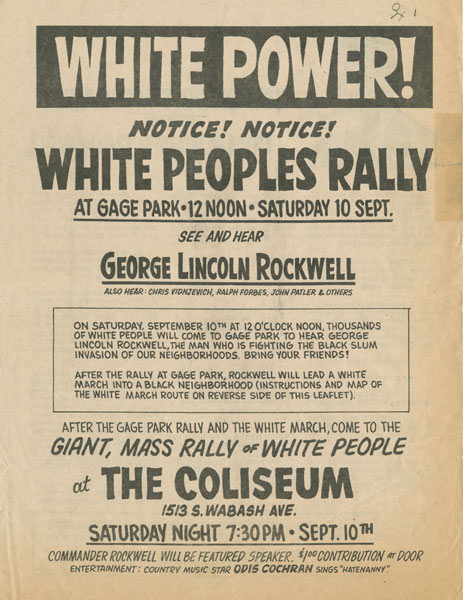 2x 1
WHITE POWER!
NOTICE! NOTICE!
WHITE PEOPLES RALLY
AT GAGE PARK • 12 NOON • SATURDAY 10 SEPT.
SEE AND HEAR
GEORGE LINCOLN ROCKWELL
ALSO HEAR: CHRIS VIDNJEVICH, RALPH FORBES, JOHN PATLER & OTHERS
ON SATURDAY, SEPTEMBER 10TH AT 12 O'CLOCK NOON, THOUSANDS
OF WHITE PEOPLE WILL COME TO GAGE PARK TO HEAR GEORGE
LINCOLN ROCKWELL, THE MAN WHO IS FIGHTING THE BLACK SLUM
INVASION OF OUR NEIGHBORHOODS. BRING YOUR FRIENDS!
AFTER THE RALLY AT GAGE PARK, ROCKWELL WILL LEAD A WHITE
MARCH INTO A BLACK NEIGHBORHOOD (INSTRUCTIONS AND MAP OF
THE WHITE MARCH ROUTE ON REVERSE SIDE OF THIS LEAFLET).
AFTER THE GAGE PARK RALLY AND THE WHITE MARCH, COME TO THE
GIANT, MASS RALLY of WHITE PEOPLE
at THE COLISEUM
1513 S. WABASH AVE.
SATURDAY NIGHT 7:30 PM • SEPT. 10TH
COMMANDER ROCKWELL WILL BE FEATURED SPEAKER. $1.00 CONTRIBUTION AT DOOR
ENTERTAINMENT: COUNTRY MUSIC STAR ODIS COCHRAN SINGS "HATENANNY"